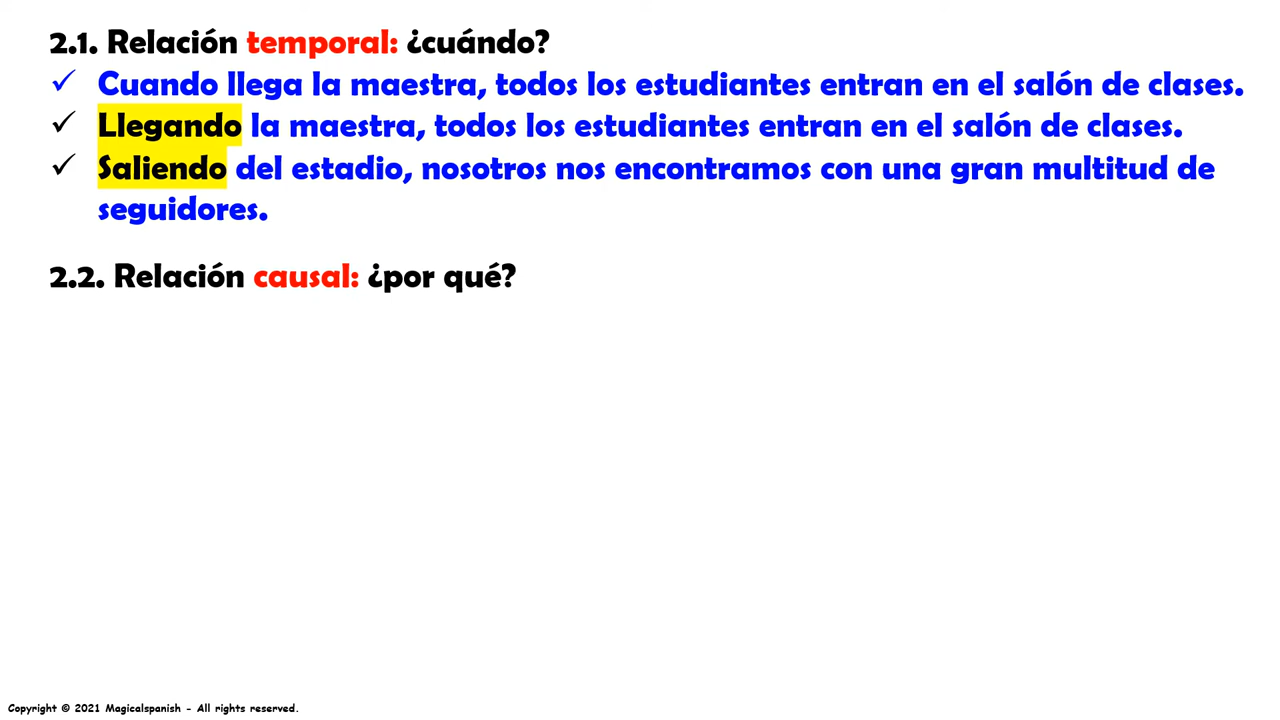 2.1. Relación temporal: ¿cuándo?
✓ Cuando llega la maestra, todos los estudiantes entran en el salón de clases.
✓ Llegando la maestra, todos los estudiantes entran en el salón de clases.
✓ Saliendo del estadio, nosotros nos encontramos con una gran multitud de
seguidores.
2.2. Relación causal: ¿por qué?
Copyright © 2021 Magicalspanish - All rights reserved.